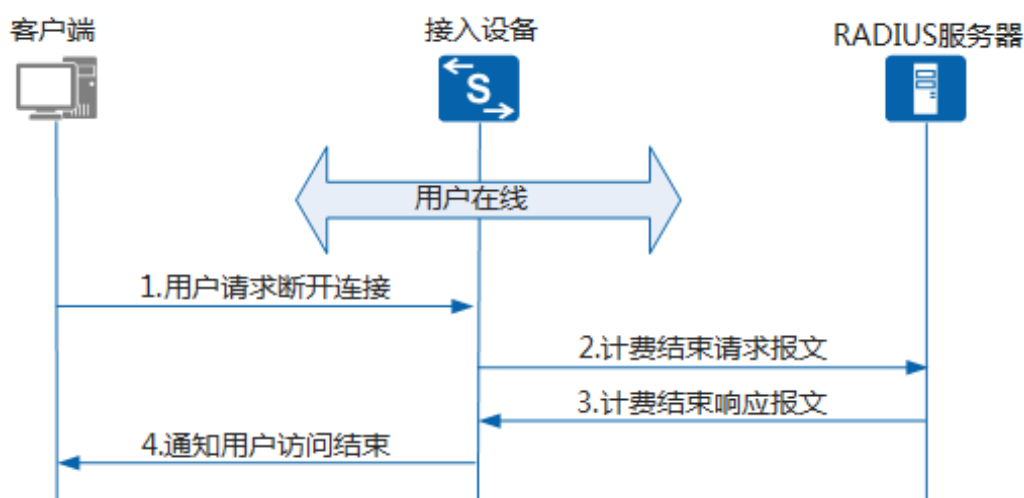 客户端
接入设备
RADIUS服务器
S
用户在线
1.用户请求断开连接
2.计费结束请求报文
3.计费结束响应报文
4.通知用户访问结束